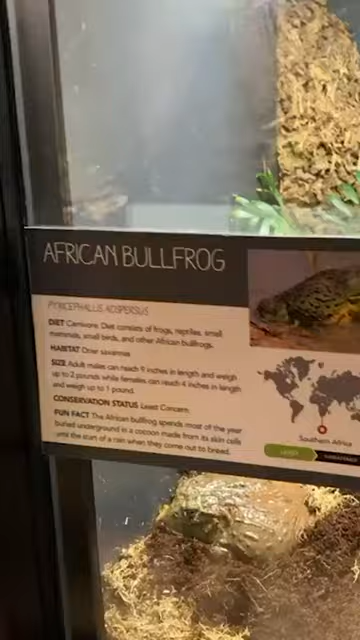 AFRICAN BULLFROG
PYXICEPHALUS ADSPERSUS
DIET Carnivore. Diet consists of frogs, reptiles, small
mammals, small birds, and other African bullfrogs.
HABITAT Drier savannas
SIZE Adult males can reach 9 inches in length and weigh
up to 2 pounds while females can reach 4 inches in length
and weigh up to 1 pound.
CONSERVATION STATUS Least Concern
FUN FACT The African bullfrog spends most of the year
buried underground in a cocoon made from its skin cells
until the start of a rain when they come out to breed.
Southern Africa
LEAST
THREATENED